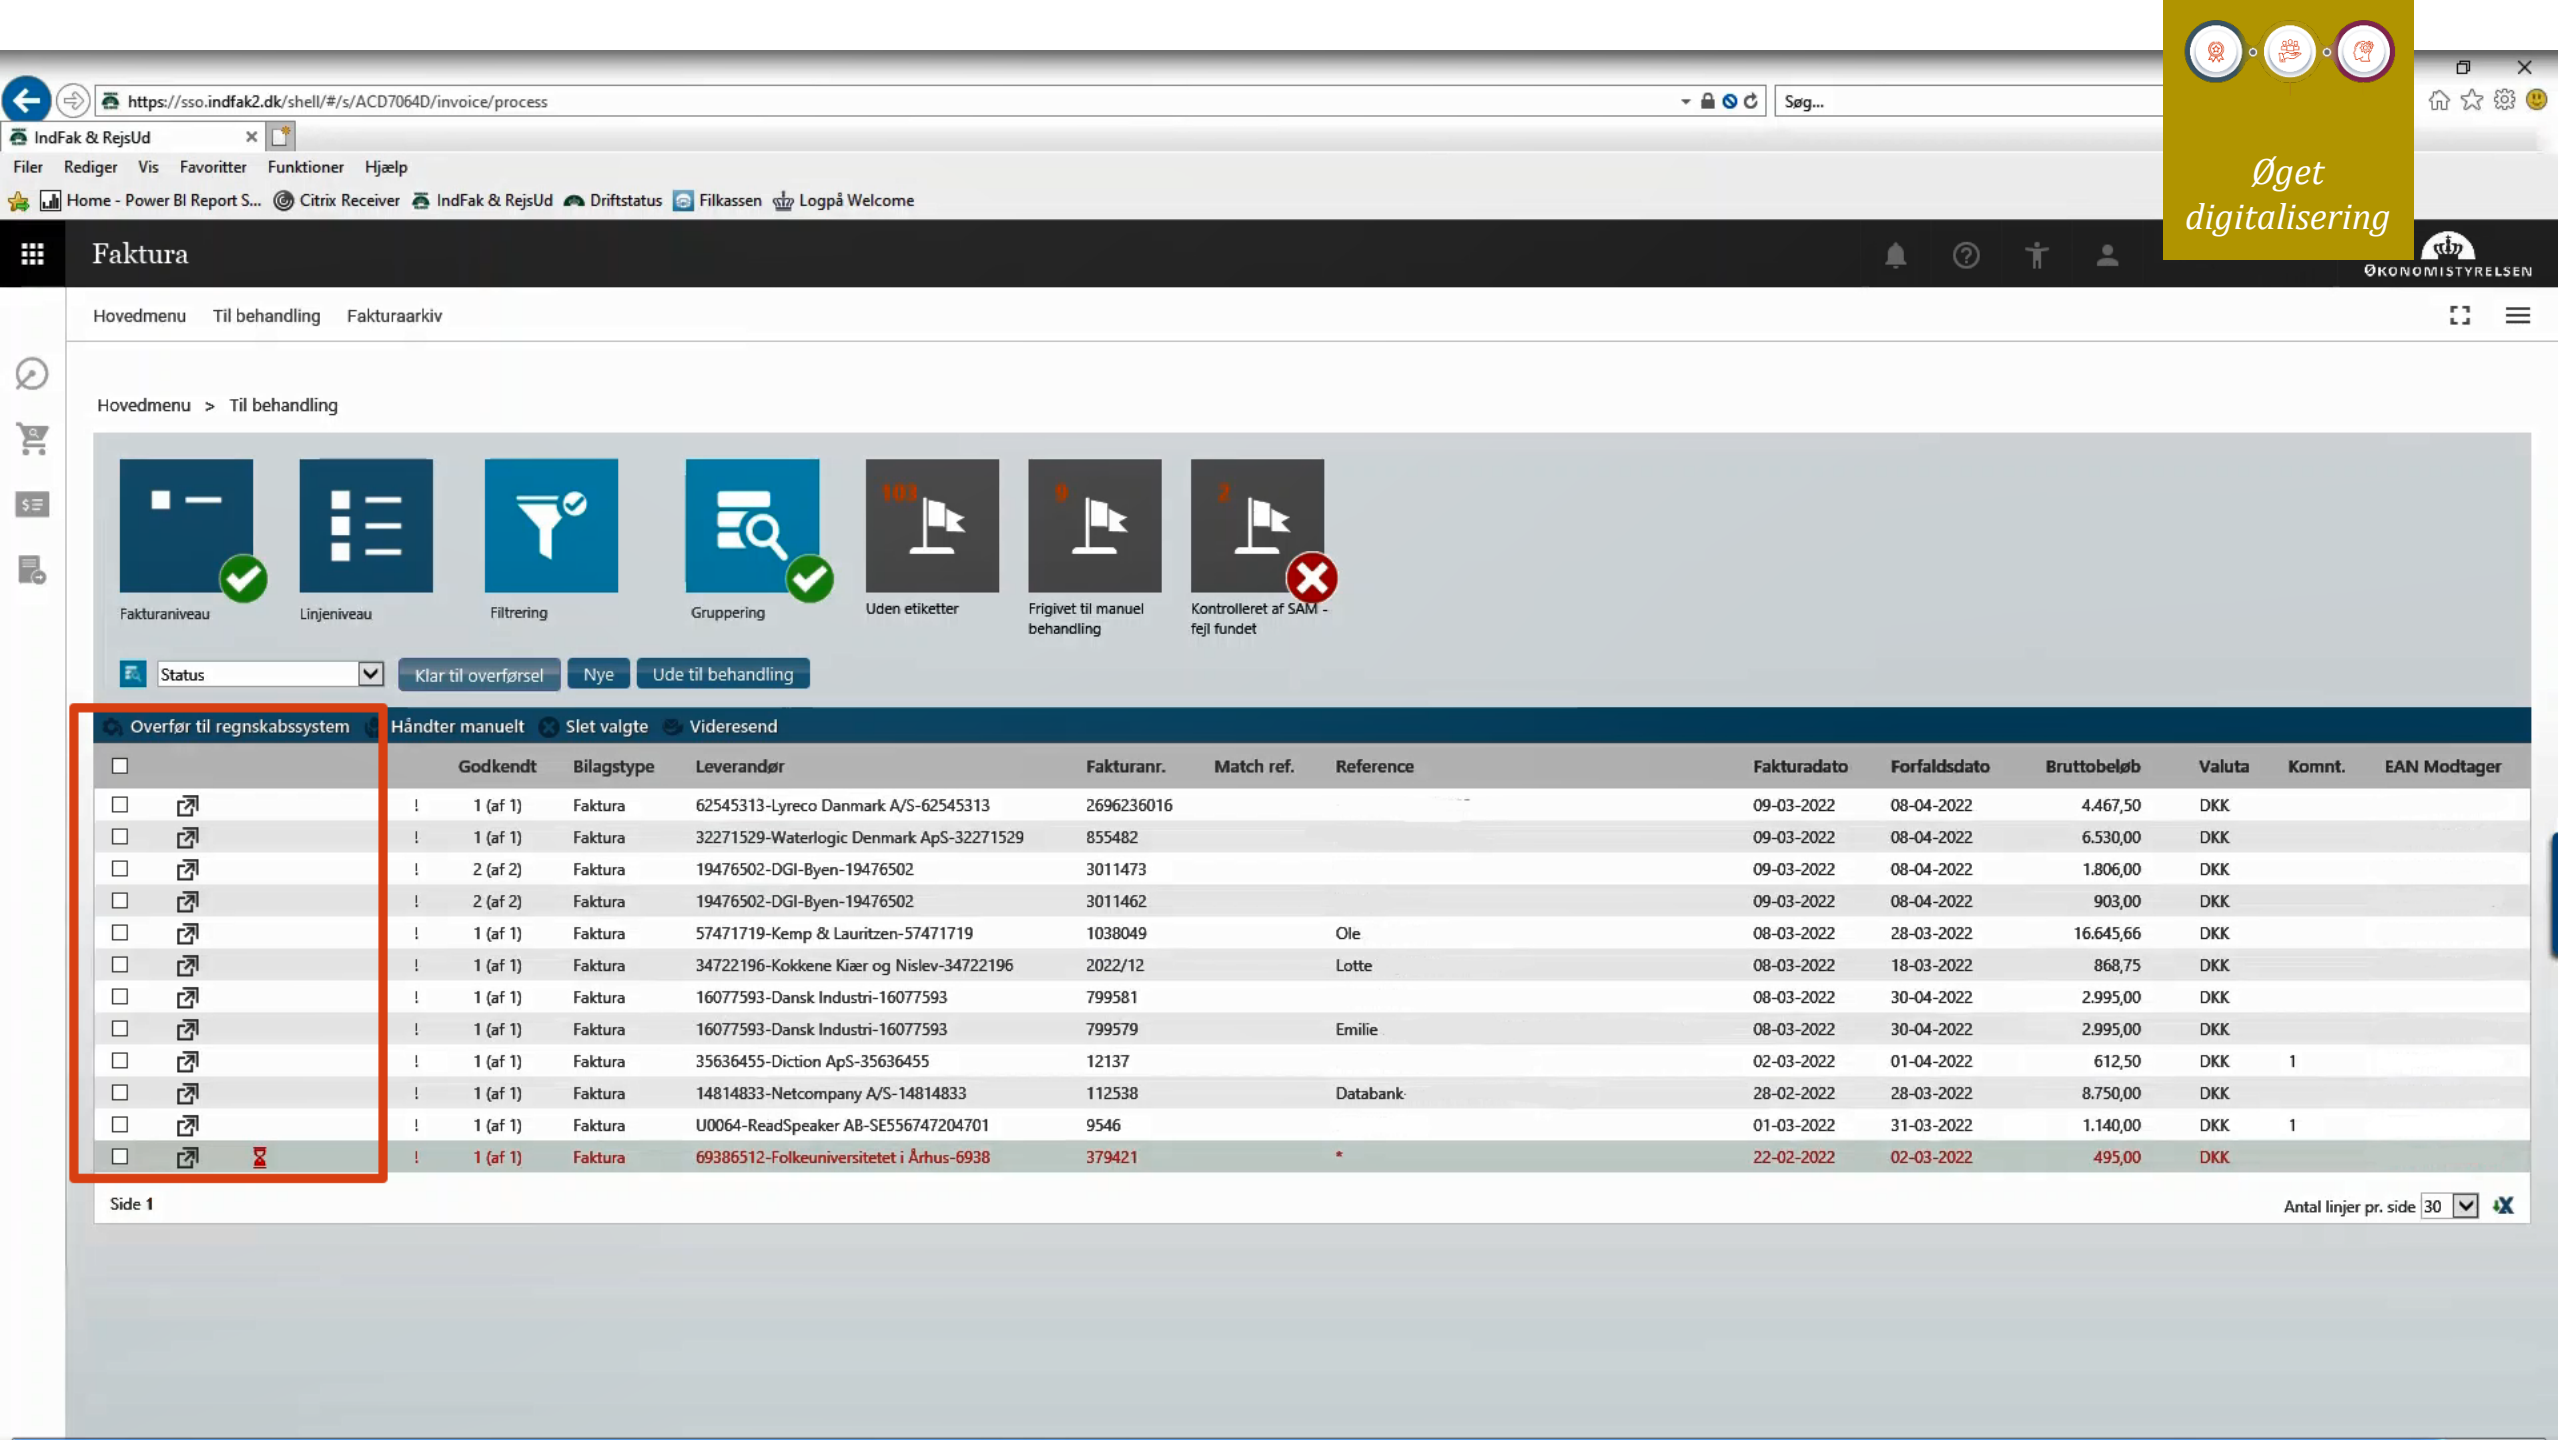 Øget
digitalisering
https://sso.indfak2.dk/shell/#/s/ACD7064D/invoice/process
Søg...
IndFak & RejsUd
Filer Rediger Vis Favoritter Funktioner Hjælp
Home - Power BI Report S... Citrix Receiver IndFak & RejsUd Driftstatus Filkassen Logpå Welcome
Faktura
ØKONOMISTYRELSEN
Hovedmenu Til behandling Fakturaarkiv
Hovedmenu > Til behandling
103 9 2
Fakturaniveau Linjeniveau Filtrering Gruppering Uden etiketter Frigivet til manuel Kontrolleret af SAM -
behandling fejl fundet
Status Klar til overførsel Nye Ude til behandling
Overfør til regnskabssystem Håndter manuelt Slet valgte Videresend
Godkendt Bilagstype Leverandør Fakturanr. Match ref. Reference Fakturadato Forfaldsdato Bruttobeløb Valuta Komnt. EAN Modtager
! 1 (af 1) Faktura 62545313-Lyreco Danmark A/S-62545313 2696236016 09-03-2022 08-04-2022 4.467,50 DKK
! 1 (af 1) Faktura 32271529-Waterlogic Denmark ApS-32271529 855482 09-03-2022 08-04-2022 6.530,00 DKK
! 2 (af 2) Faktura 19476502-DGI-Byen-19476502 3011473 09-03-2022 08-04-2022 1.806,00 DKK
! 2 (af 2) Faktura 19476502-DGI-Byen-19476502 3011462 09-03-2022 08-04-2022 903,00 DKK
! 1 (af 1) Faktura 57471719-Kemp & Lauritzen-57471719 1038049 Ole 08-03-2022 28-03-2022 16.645,66 DKK
! 1 (af 1) Faktura 34722196-Kokkene Kiær og Nislev-34722196 2022/12 Lotte 08-03-2022 18-03-2022 868,75 DKK
! 1 (af 1) Faktura 16077593-Dansk Industri-16077593 799581 08-03-2022 30-04-2022 2.995,00 DKK
! 1 (af 1) Faktura 16077593-Dansk Industri-16077593 799579 Emilie 08-03-2022 30-04-2022 2.995,00 DKK
! 1 (af 1) Faktura 35636455-Diction ApS-35636455 12137 02-03-2022 01-04-2022 612,50 DKK 1
! 1 (af 1) Faktura 14814833-Netcompany A/S-14814833 112538 Databank 28-02-2022 28-03-2022 8.750,00 DKK
! 1 (af 1) Faktura U0064-ReadSpeaker AB-SE556747204701 9546 01-03-2022 31-03-2022 1.140,00 DKK 1
! 1 (af 1) Faktura 69386512-Folkeuniversitetet i Århus-6938 379421 * 22-02-2022 02-03-2022 495,00 DKK
Side 1
Antal linjer pr. side 30